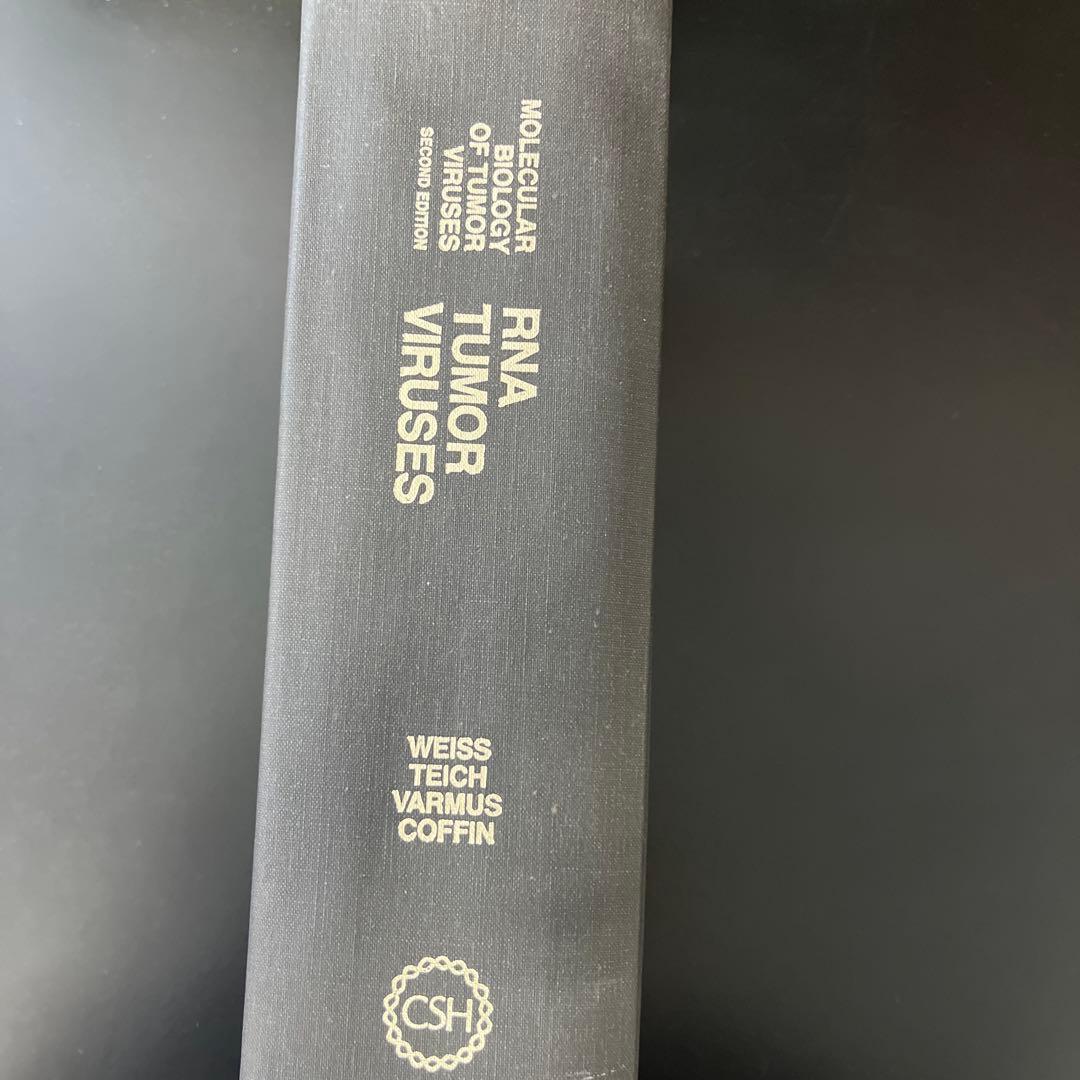 MOLECULAR
BIOLOGY
OF TUMOR
VIRUSES
SECOND EDITION
RNA
TUMOR
VIRUSES
WEISS
TEICH
VARMUS
COFFIN
CSH